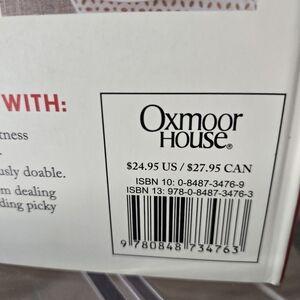 WITH:
tness
usly doable.
m dealing
ding picky
Oxmoor
House®
$24.95 US / $27.95 CAN
ISBN 10: 0-8487-3476-9
ISBN 13: 978-0-8487-3476-3
9 780848 734763